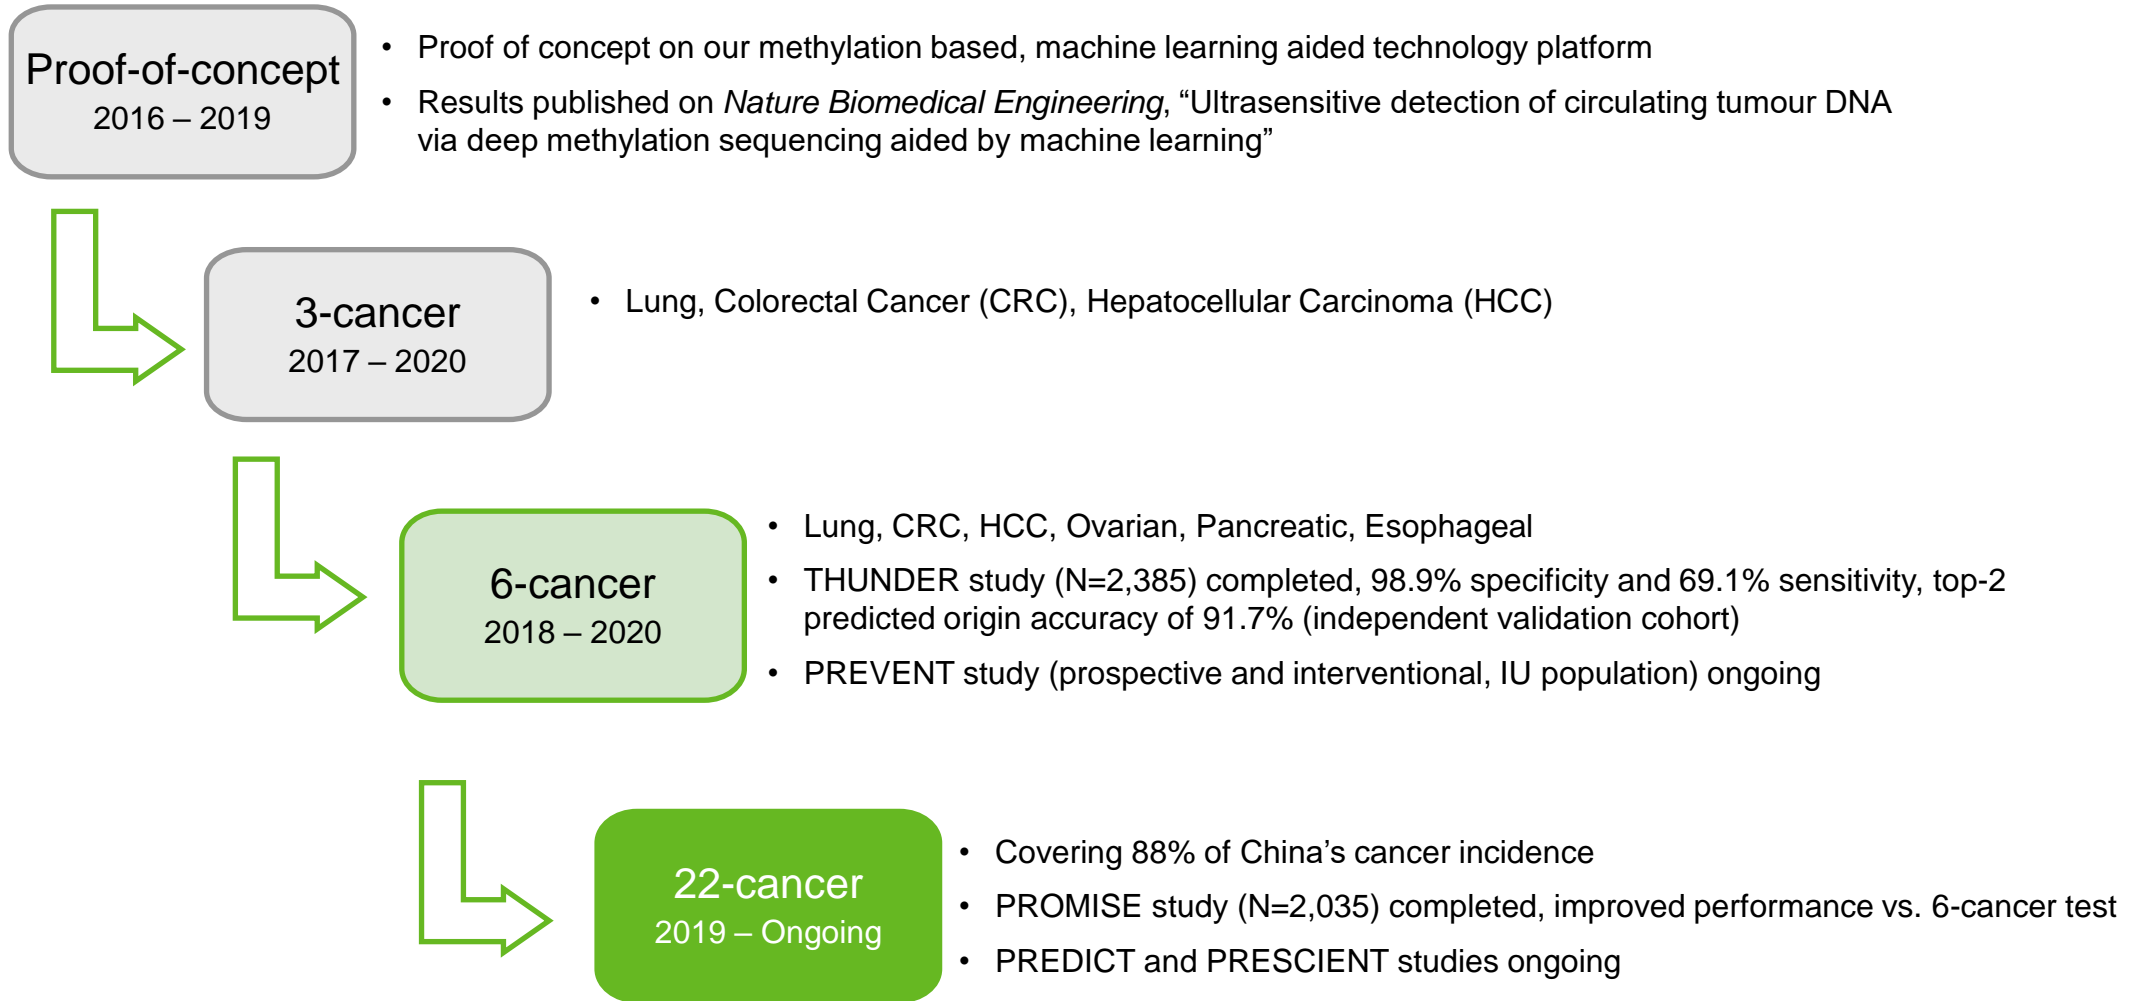 Proof-of-concept
2016 – 2019
• Proof of concept on our methylation based, machine learning aided technology platform
• Results published on Nature Biomedical Engineering, “Ultrasensitive detection of circulating tumour DNA
via deep methylation sequencing aided by machine learning”
3-cancer
2017 – 2020
• Lung, Colorectal Cancer (CRC), Hepatocellular Carcinoma (HCC)
6-cancer
2018 – 2020
• Lung, CRC, HCC, Ovarian, Pancreatic, Esophageal
• THUNDER study (N=2,385) completed, 98.9% specificity and 69.1% sensitivity, top-2
predicted origin accuracy of 91.7% (independent validation cohort)
• PREVENT study (prospective and interventional, IU population) ongoing
22-cancer
2019 – Ongoing
• Covering 88% of China’s cancer incidence
• PROMISE study (N=2,035) completed, improved performance vs. 6-cancer test
• PREDICT and PRESCIENT studies ongoing